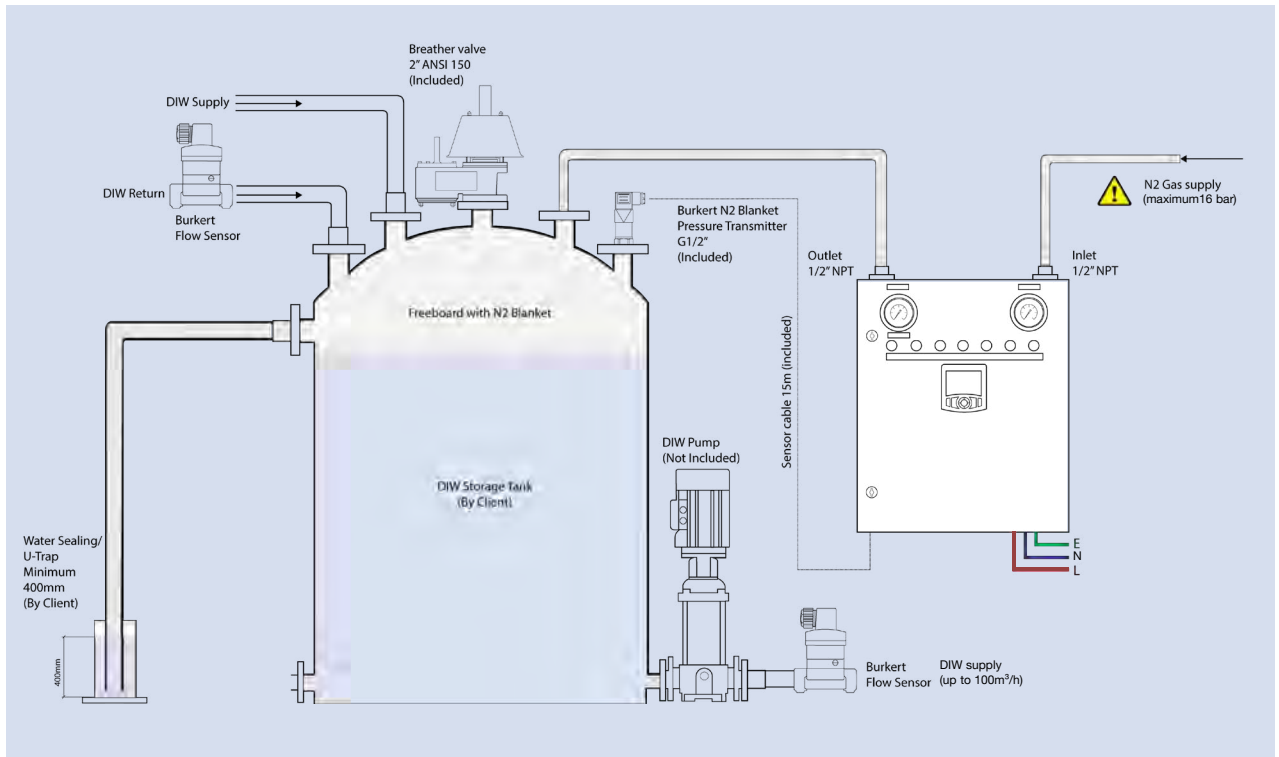 Breather valve
2" ANSI 150
(Included)
DIW Supply
DIW Return
Burkert
Flow Sensor
Burkert N2 Blanket
Pressure Transmitter
G1/2"
(Included)
N2 Gas supply
(maximum16 bar)
Outlet
1/2" NPT
Inlet
1/2" NPT
Freeboard with N2 Blanket
Sensor cable 15m (included)
DIW Pump
(Not Included)
DIW Storage Tank
(By Client)
Water Sealing/
U-Trap
Minimum
400mm
(By Client)
400mm
E
N
L
Burkert
Flow Sensor
DIW supply
(up to 100m³/h)